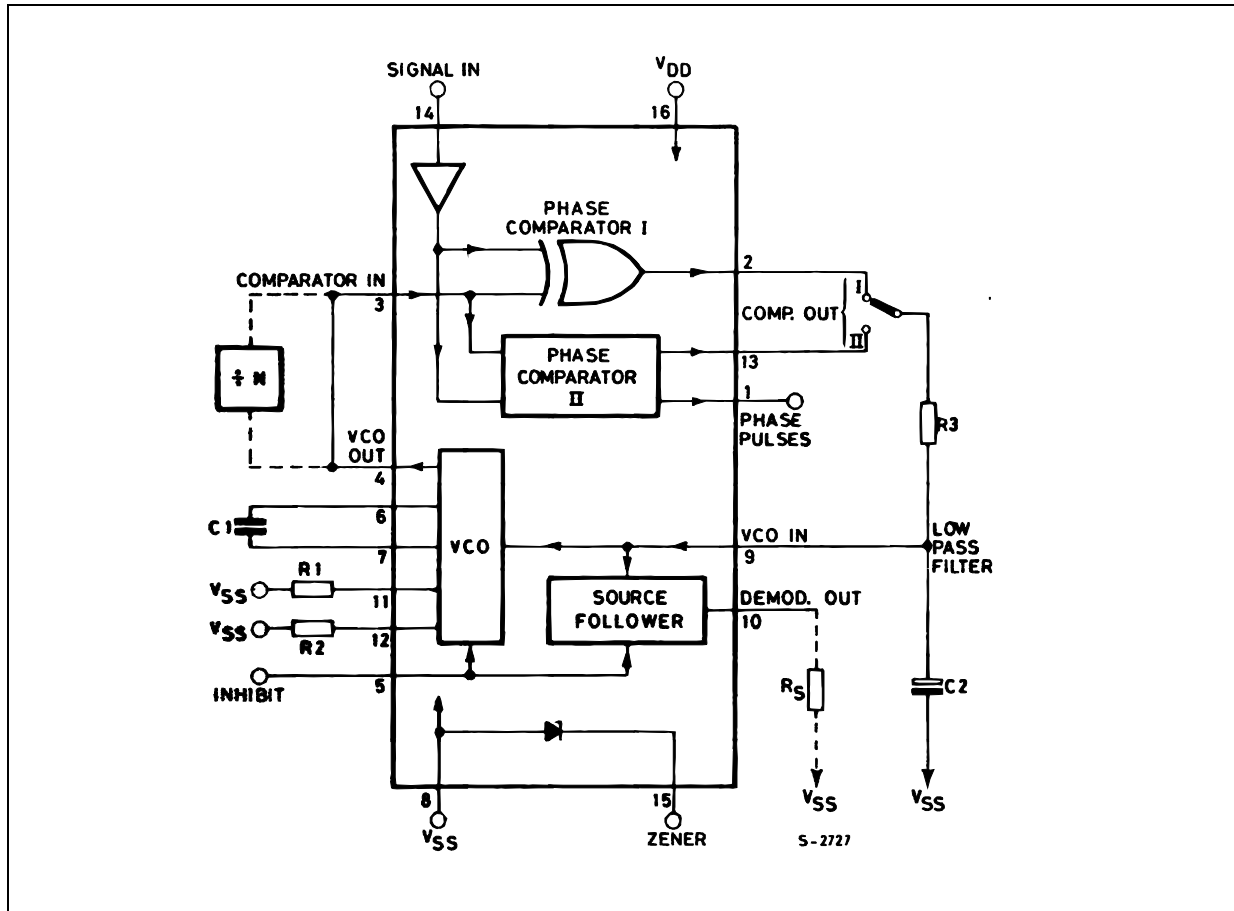 SIGNAL IN
VDD
14
16
PHASE
COMPARATOR I
2
COMPARATOR IN
3
I
COMP. OUT
II
PHASE
COMPARATOR
II
13
÷ N
1
PHASE
PULSES
R3
VCO
OUT
4
6
C1
7
VCO
VCO IN
9
LOW
PASS
FILTER
R1
VSS
11
SOURCE
FOLLOWER
DEMOD. OUT
10
VSS
R2
12
INHIBIT
5
RS
C2
8
15
VSS
VSS
VSS
ZENER
S-2727